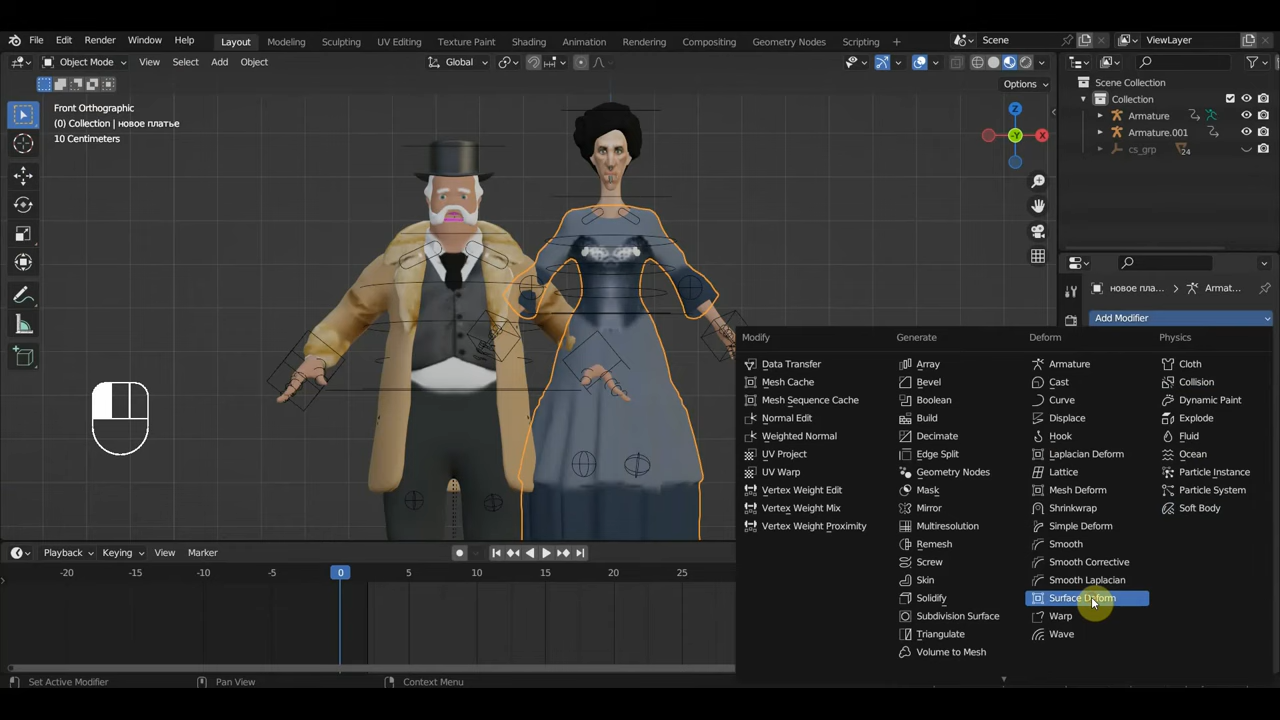 File Edit Render Window Help Layout Modeling Sculpting UV Editing Texture Paint Shading Animation Rendering Compositing Geometry Nodes Scripting + Scene ViewLayer
Object Mode View Select Add Object Global
Options
Front Orthographic
(0) Collection | новое платье
10 Centimeters
Z
-Y
X
Scene Collection
Collection
Armature
Armature.001
cs_grp
24
новое пла... > Armat...
Add Modifier
Modify
Data Transfer
Mesh Cache
Mesh Sequence Cache
Normal Edit
Weighted Normal
UV Project
UV Warp
Vertex Weight Edit
Vertex Weight Mix
Vertex Weight Proximity
Generate
Array
Bevel
Boolean
Build
Decimate
Edge Split
Geometry Nodes
Mask
Mirror
Multiresolution
Remesh
Screw
Skin
Solidify
Subdivision Surface
Triangulate
Volume to Mesh
Deform
Armature
Cast
Curve
Displace
Hook
Laplacian Deform
Lattice
Mesh Deform
Shrinkwrap
Simple Deform
Smooth
Smooth Corrective
Smooth Laplacian
Surface Deform
Warp
Wave
Physics
Cloth
Collision
Dynamic Paint
Explode
Fluid
Ocean
Particle Instance
Particle System
Soft Body
Playback Keying View Marker
-20 -15 -10 -5 0 5 10 15 20 25
Set Active Modifier Pan View Context Menu